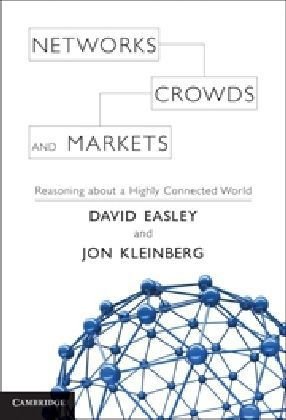 NETWORKS
CROWDS
AND MARKETS
Reasoning about a Highly Connected World
DAVID EASLEY
and
JON KLEINBERG
CAMBRIDGE